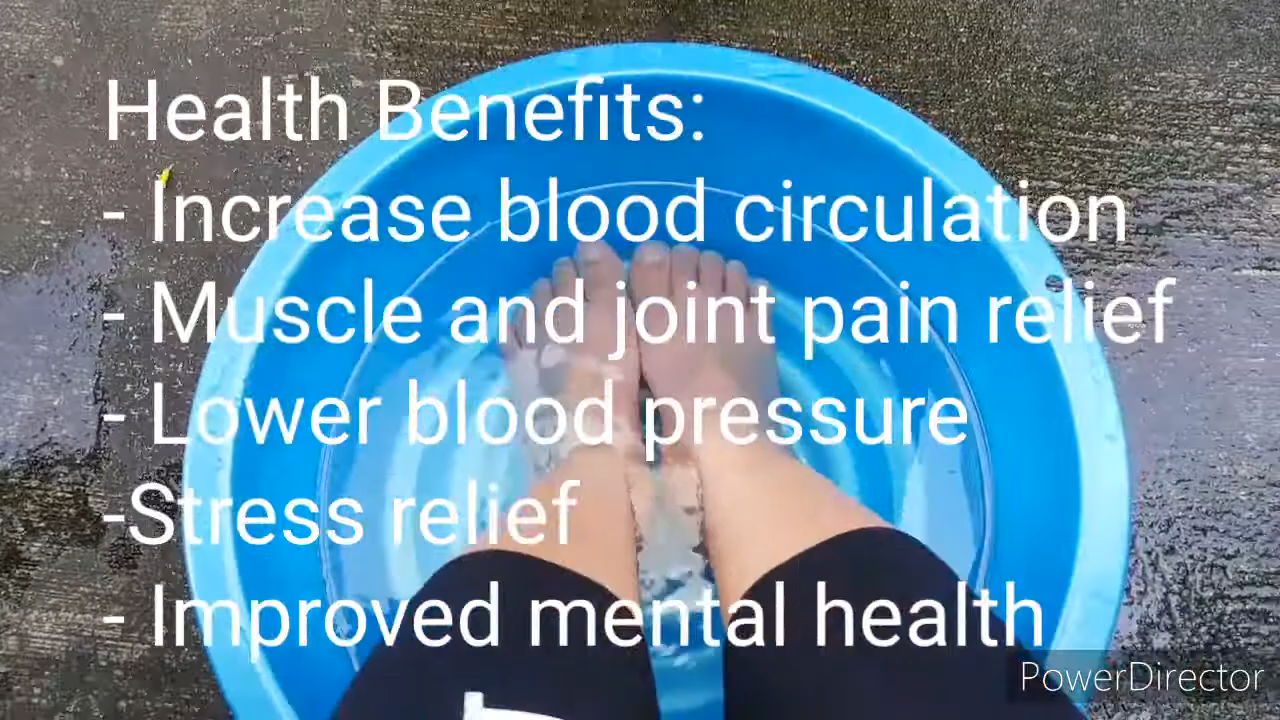 Health Benefits:
- Increase blood circulation
- Muscle and joint pain relief
- Lower blood pressure
-Stress relief
- Improved mental health
PowerDirector